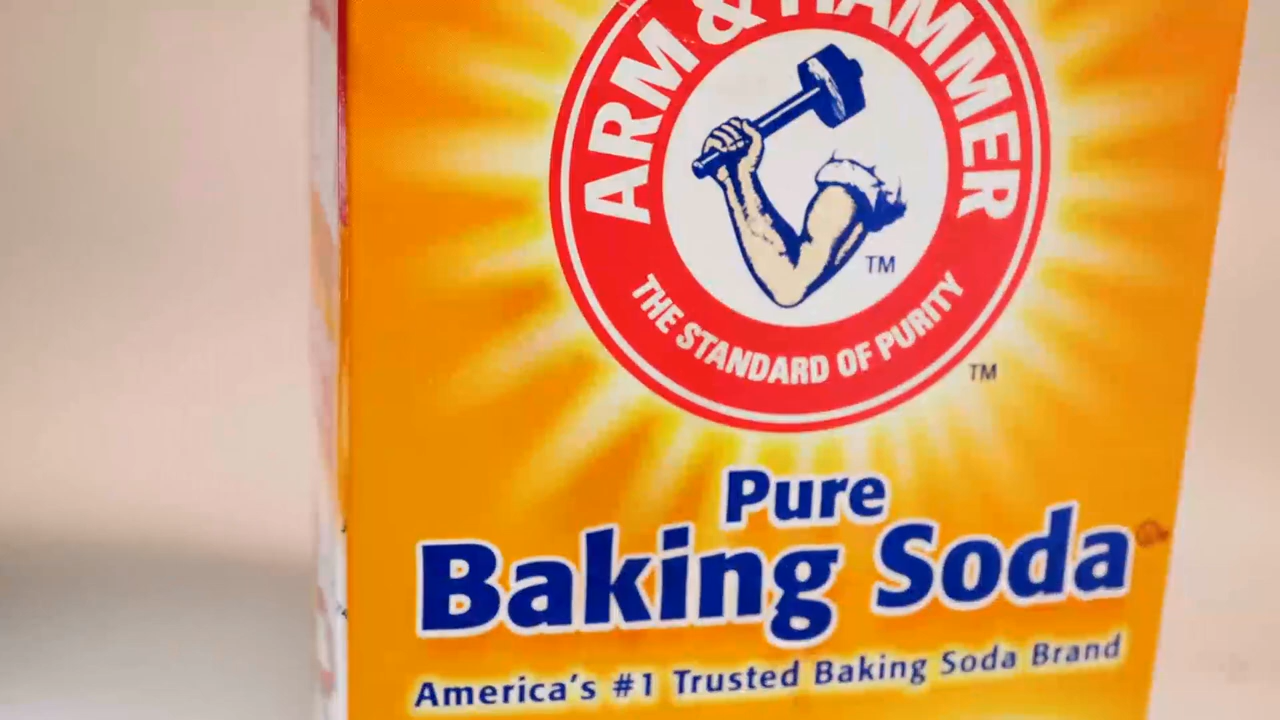 ARM & HAMMER
TM
THE STANDARD OF PURITY
TM
Pure
Baking Soda
America's #1 Trusted Baking Soda Brand